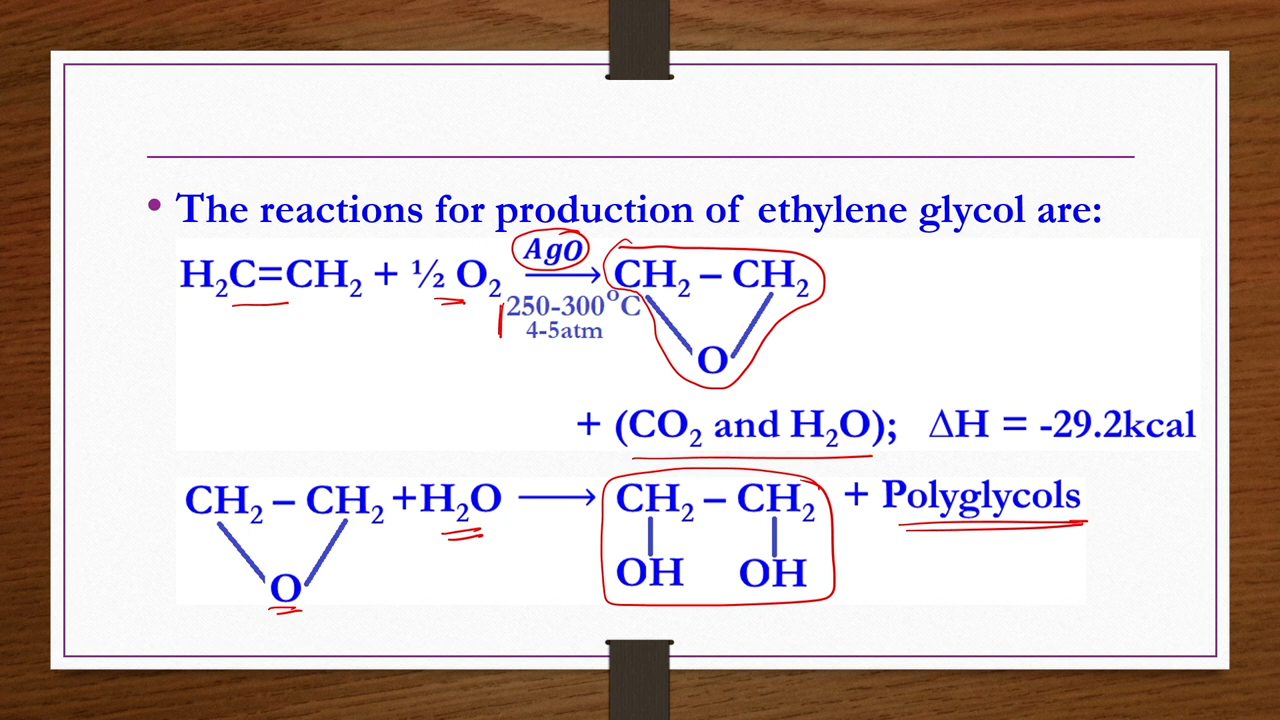 • The reactions for production of ethylene glycol are:
AgO
H₂C=CH₂ + ½ O₂ ⟶ CH₂ – CH₂
250-300°C
4-5atm
O
+ (CO₂ and H₂O); ΔH = -29.2kcal
CH₂ – CH₂ +H₂O ⟶ CH₂ – CH₂ + Polyglycols
O OH OH